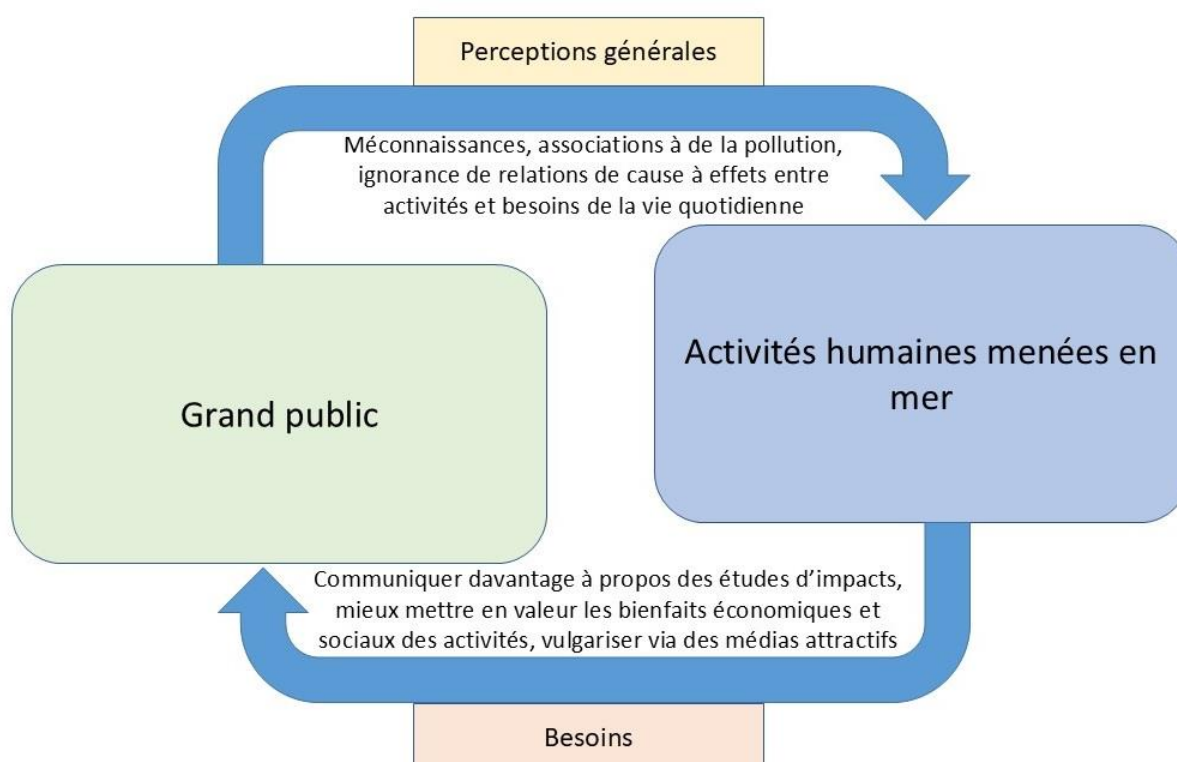 Perceptions générales
Méconnaissances, associations à de la pollution,
ignorance de relations de cause à effets entre
activités et besoins de la vie quotidienne
Grand public
Activités humaines menées en
mer
Communiquer davantage à propos des études d’impacts,
mieux mettre en valeur les bienfaits économiques et
sociaux des activités, vulgariser via des médias attractifs
Besoins